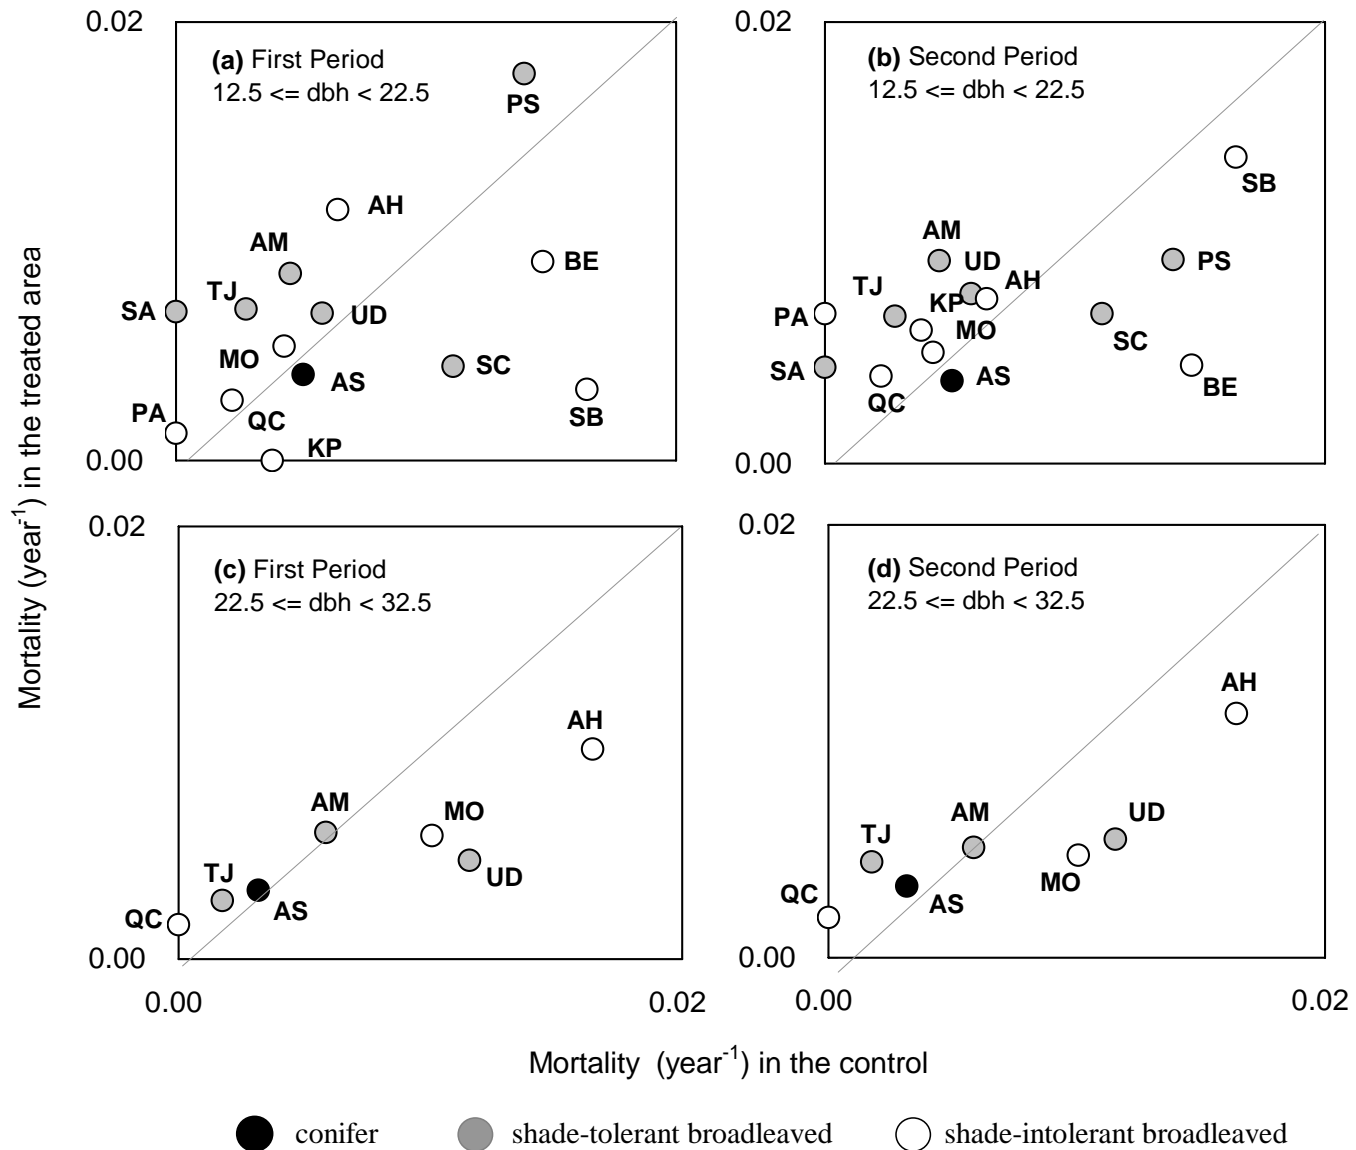 0.02
(a) First Period
12.5 <= dbh < 22.5
PS
AH
AM
BE
TJ
SA
UD
MO
SC
AS
PA
QC
SB
KP
0.00
0.02
(b) Second Period
12.5 <= dbh < 22.5
SB
AM
UD
PS
AH
TJ
KP
PA
MO
SC
SA
AS
QC
BE
0.00
Mortality (year-1) in the treated area
0.02
(c) First Period
22.5 <= dbh < 32.5
AH
AM
MO
TJ
UD
AS
QC
0.00
0.00
0.02
0.02
(d) Second Period
22.5 <= dbh < 32.5
AH
AM
UD
TJ
MO
QC
AS
0.00
0.00
0.02
Mortality (year-1) in the control
conifer
shade-tolerant broadleaved
shade-intolerant broadleaved